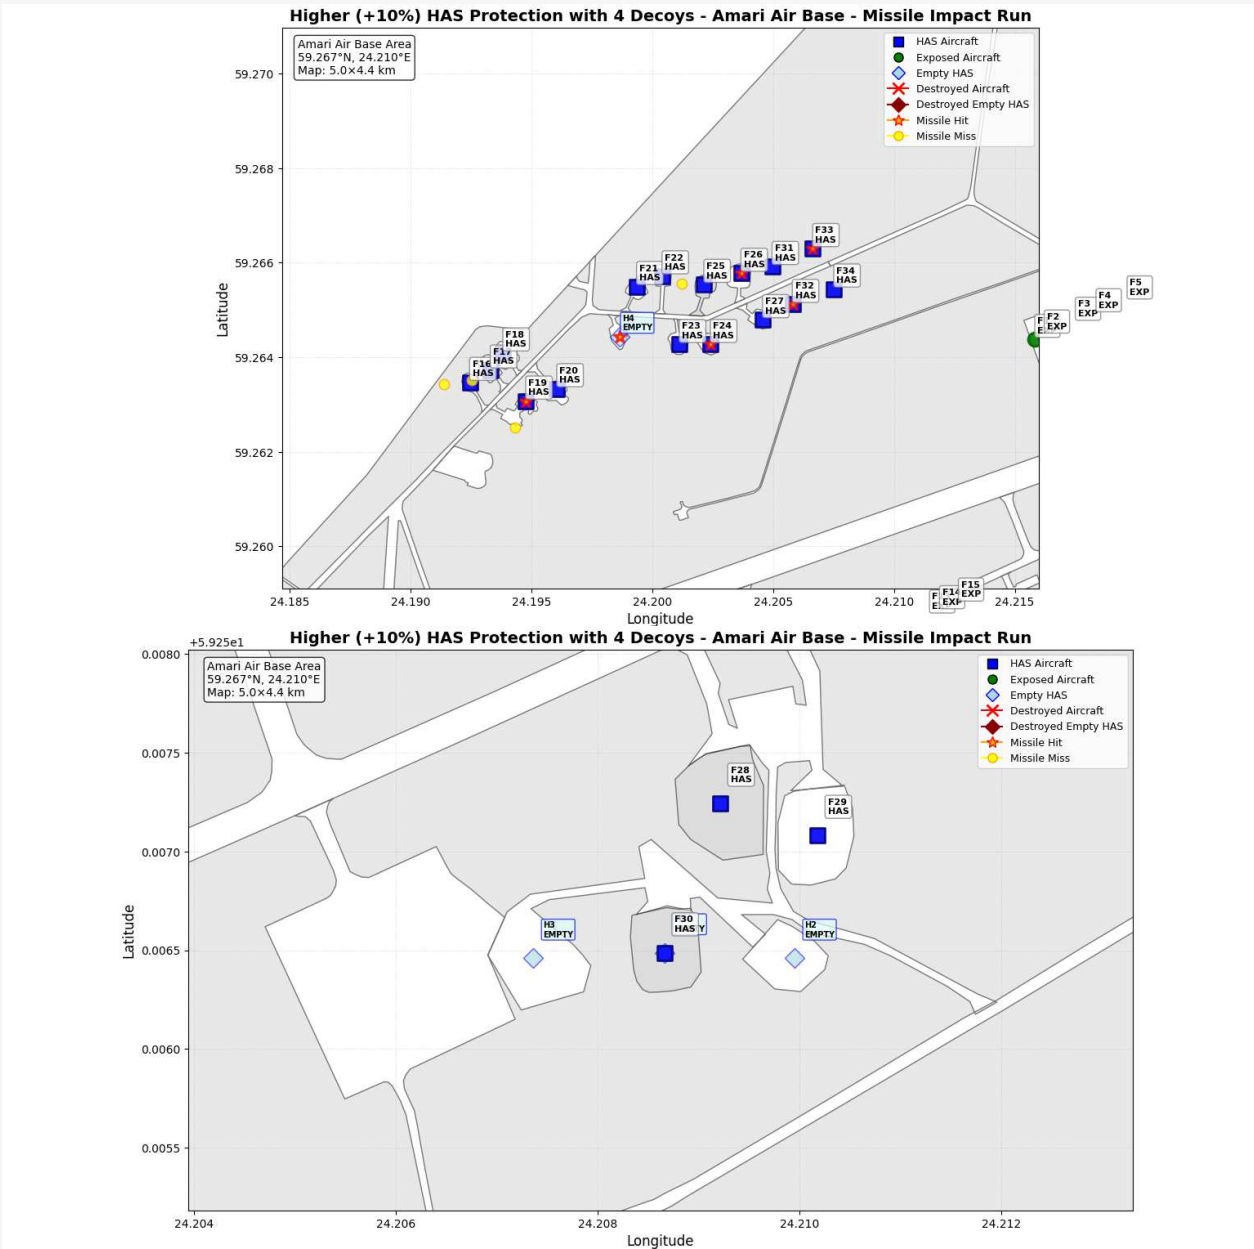 Higher (+10%) HAS Protection with 4 Decoys - Amari Air Base - Missile Impact Run
Amari Air Base Area
59.267°N, 24.210°E
Map: 5.0×4.4 km
HAS Aircraft
Exposed Aircraft
Empty HAS
Destroyed Aircraft
Destroyed Empty HAS
Missile Hit
Missile Miss
59.270
59.268
59.266
59.264
59.262
59.260
Latitude
F33
HAS
F31
HAS
F26
HAS
F22
HAS
F25
HAS
F21
HAS
F34
HAS
F32
HAS
F27
HAS
H4
EMPTY
F23
HAS
F24
HAS
F18
HAS
F17
HAS
F16
HAS
F20
HAS
F19
HAS
F5
EXP
F4
EXP
F3
EXP
F2
EXP
F15
EXP
F14
EXP
24.185
24.190
24.195
24.200
24.205
24.210
24.215
Longitude
+5.925e1
Higher (+10%) HAS Protection with 4 Decoys - Amari Air Base - Missile Impact Run
Amari Air Base Area
59.267°N, 24.210°E
Map: 5.0×4.4 km
HAS Aircraft
Exposed Aircraft
Empty HAS
Destroyed Aircraft
Destroyed Empty HAS
Missile Hit
Missile Miss
0.0080
0.0075
0.0070
0.0065
0.0060
0.0055
Latitude
F28
HAS
F29
HAS
H3
EMPTY
F30
HAS
H2
EMPTY
24.204
24.206
24.208
24.210
24.212
Longitude